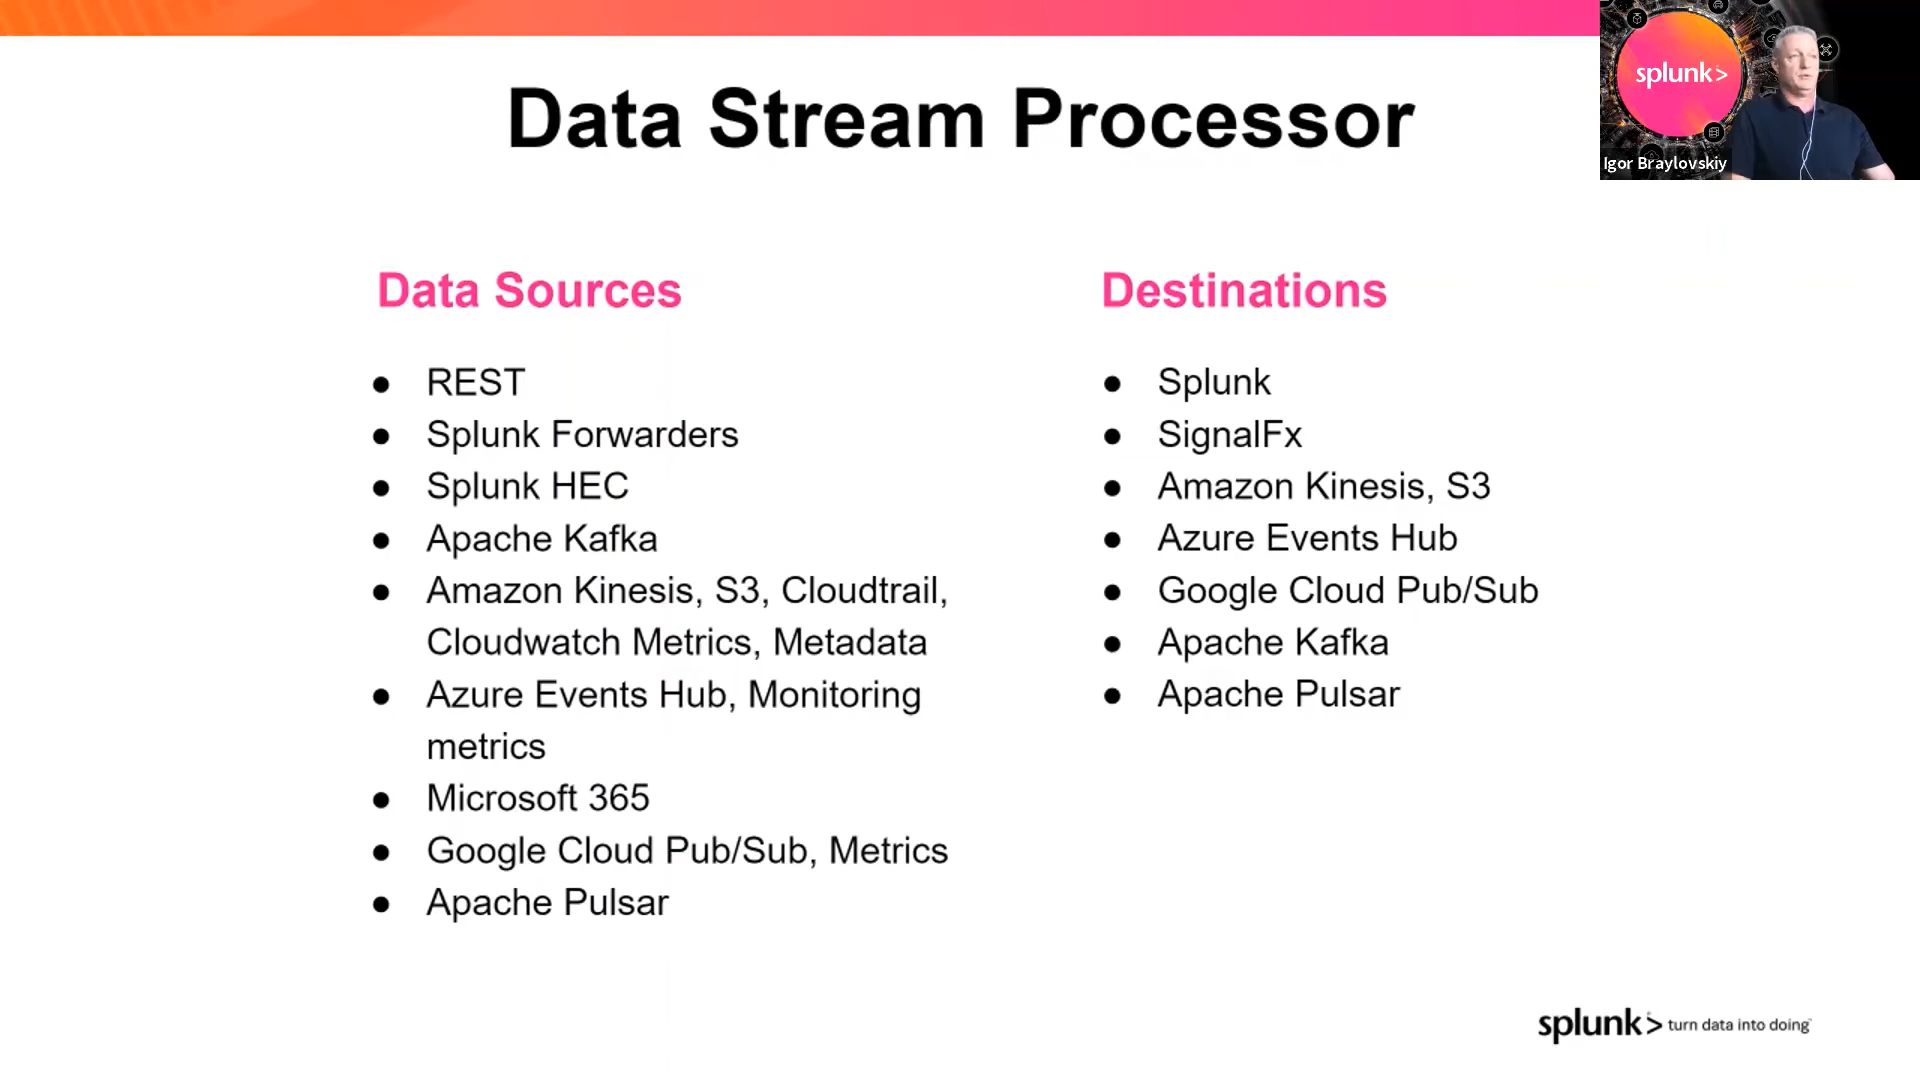 splunk>
Igor Braylovskiy
Data Stream Processor
Data Sources
● REST
● Splunk Forwarders
● Splunk HEC
● Apache Kafka
● Amazon Kinesis, S3, Cloudtrail,
Cloudwatch Metrics, Metadata
● Azure Events Hub, Monitoring
metrics
● Microsoft 365
● Google Cloud Pub/Sub, Metrics
● Apache Pulsar
Destinations
● Splunk
● SignalFx
● Amazon Kinesis, S3
● Azure Events Hub
● Google Cloud Pub/Sub
● Apache Kafka
● Apache Pulsar
splunk> turn data into doing™